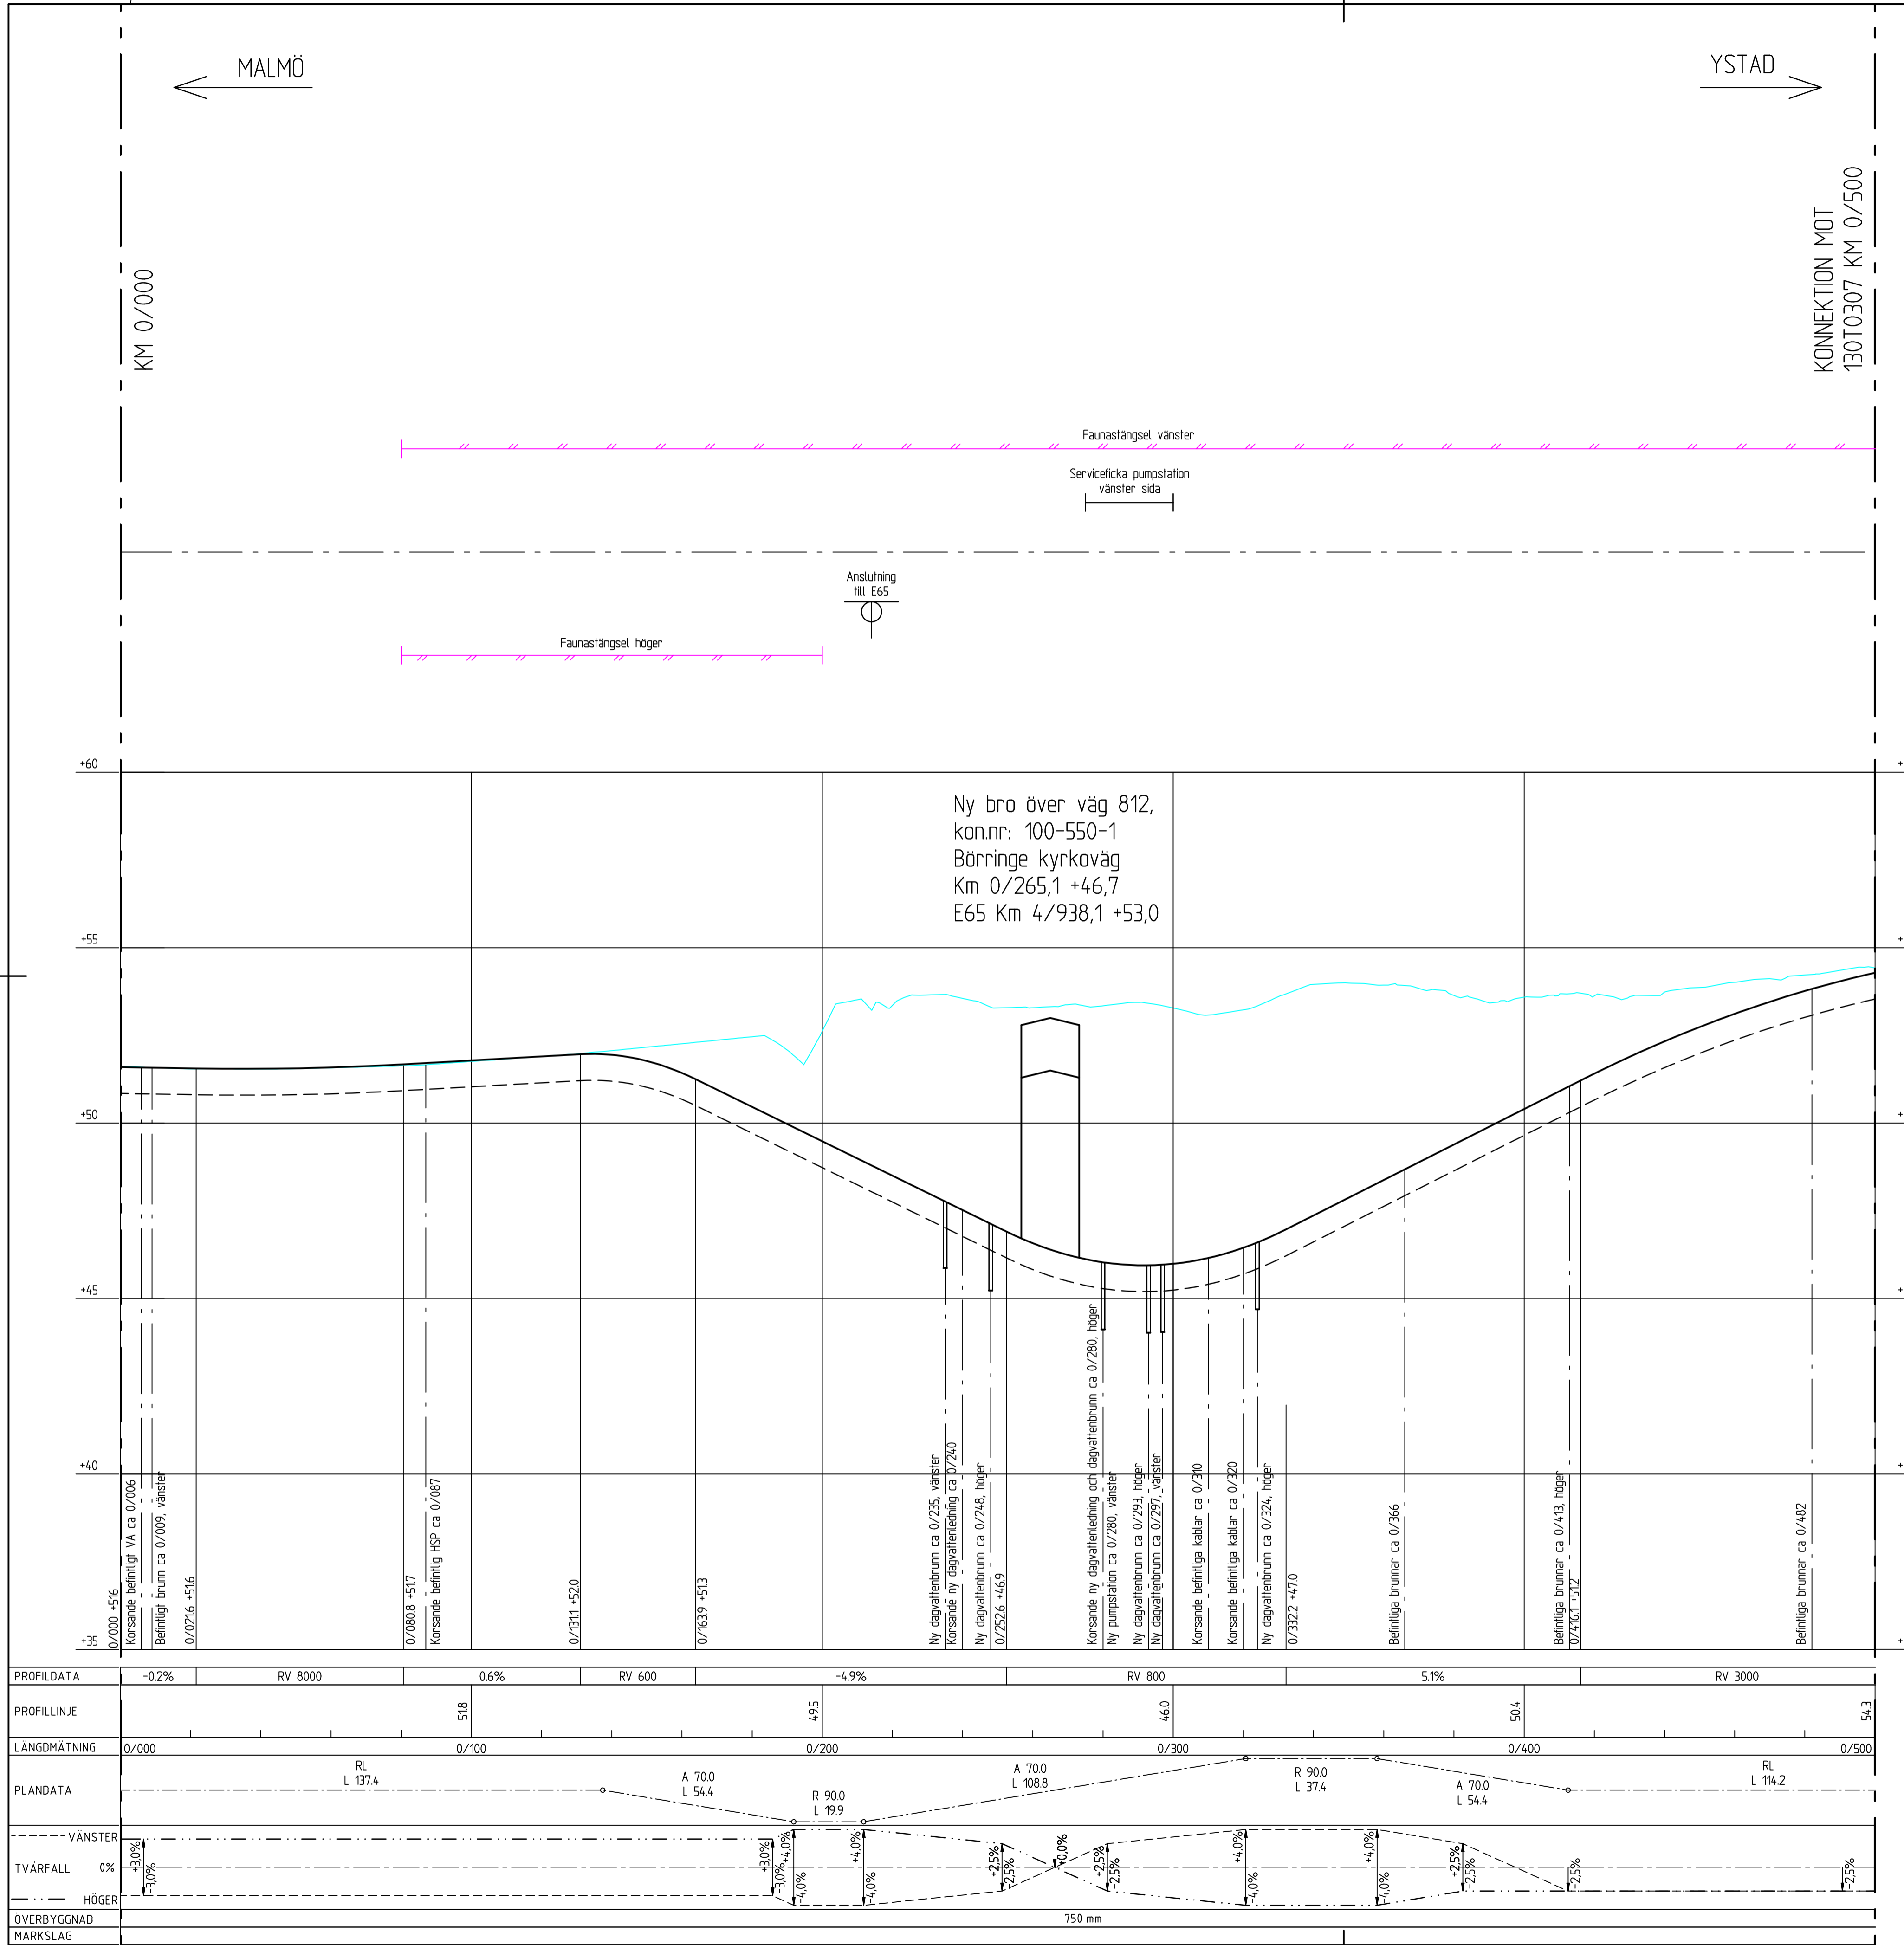 MALMÖ
YSTAD
KM 0/000
KONNEKTION MOT
130T0307 KM 0/500
Faunastängsel vänster
Serviceficka pumpstation
vänster sida
Anslutning
till E65
Faunastängsel höger
+60
Ny bro över väg 812,
kon.nr: 100-550-1
Börringe kyrkoväg
Km 0/265,1 +46,7
E65 Km 4/938,1 +53,0
+55
+50
+45
+40
+35
0/000 +51.6
Korsande befintligt VA ca 0/006
Befintligt brunn ca 0/009, vänster
0/021.6 +51.6
0/080.8 +51.7
Korsande befintlig HSP ca 0/087
0/131.1 +52.0
0/163.9 +51.3
Ny dagvattenbrunn ca 0/235, vänster
Korsande ny dagvattenledning ca 0/240
Ny dagvattenbrunn ca 0/248, höger
0/252.6 +46.9
Korsande ny dagvattenledning och dagvattenbrunn ca 0/280, höger
Ny pumpstation ca 0/280, vänster
Ny dagvattenbrunn ca 0/293, höger
Ny dagvattenbrunn ca 0/297, vänster
Korsande befintliga kablar ca 0/310
Korsande befintliga kablar ca 0/320
Ny dagvattenbrunn ca 0/324, höger
0/332.2 +47.0
Befintliga brunnar ca 0/366
Befintliga brunnar ca 0/413, höger
0/416.1 +51.2
Befintliga brunnar ca 0/482
PROFILDATA -0.2% RV 8000 0.6% RV 600 -4.9% RV 800 5.1% RV 3000
PROFILLINJE 51.8 49.5 46.0 50.4 54.3
LÄNGDMÄTNING 0/000 0/100 0/200 0/300 0/400 0/500
PLANDATA
RL
L 137.4
A 70.0
L 54.4
R 90.0
L 19.9
A 70.0
L 108.8
R 90.0
L 37.4
A 70.0
L 54.4
RL
L 114.2
VÄNSTER
TVÄRFALL 0%
HÖGER
+3,0% -3,0% +3,0% -3,0% +4,0% -4,0% +4,0% -4,0% +2,5% -2,5% +0,0% +2,5% -2,5% +4,0% -4,0% +4,0% -4,0% +2,5% -2,5% -2,5% -2,5%
ÖVERBYGGNAD 750 mm
MARKSLAG